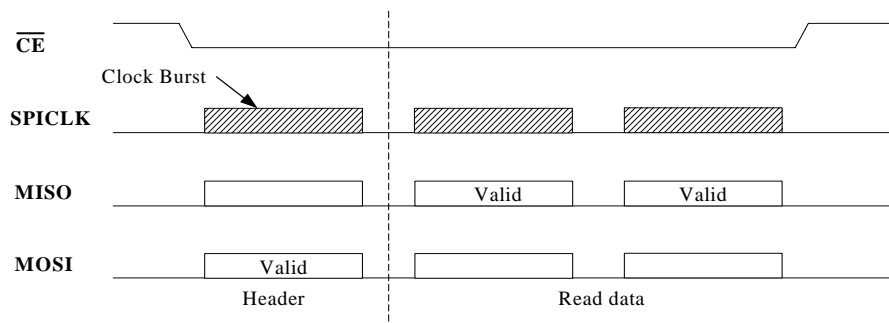 CE
Clock Burst
SPICLK
MISO
Valid
Valid
MOSI
Valid
Header
Read data